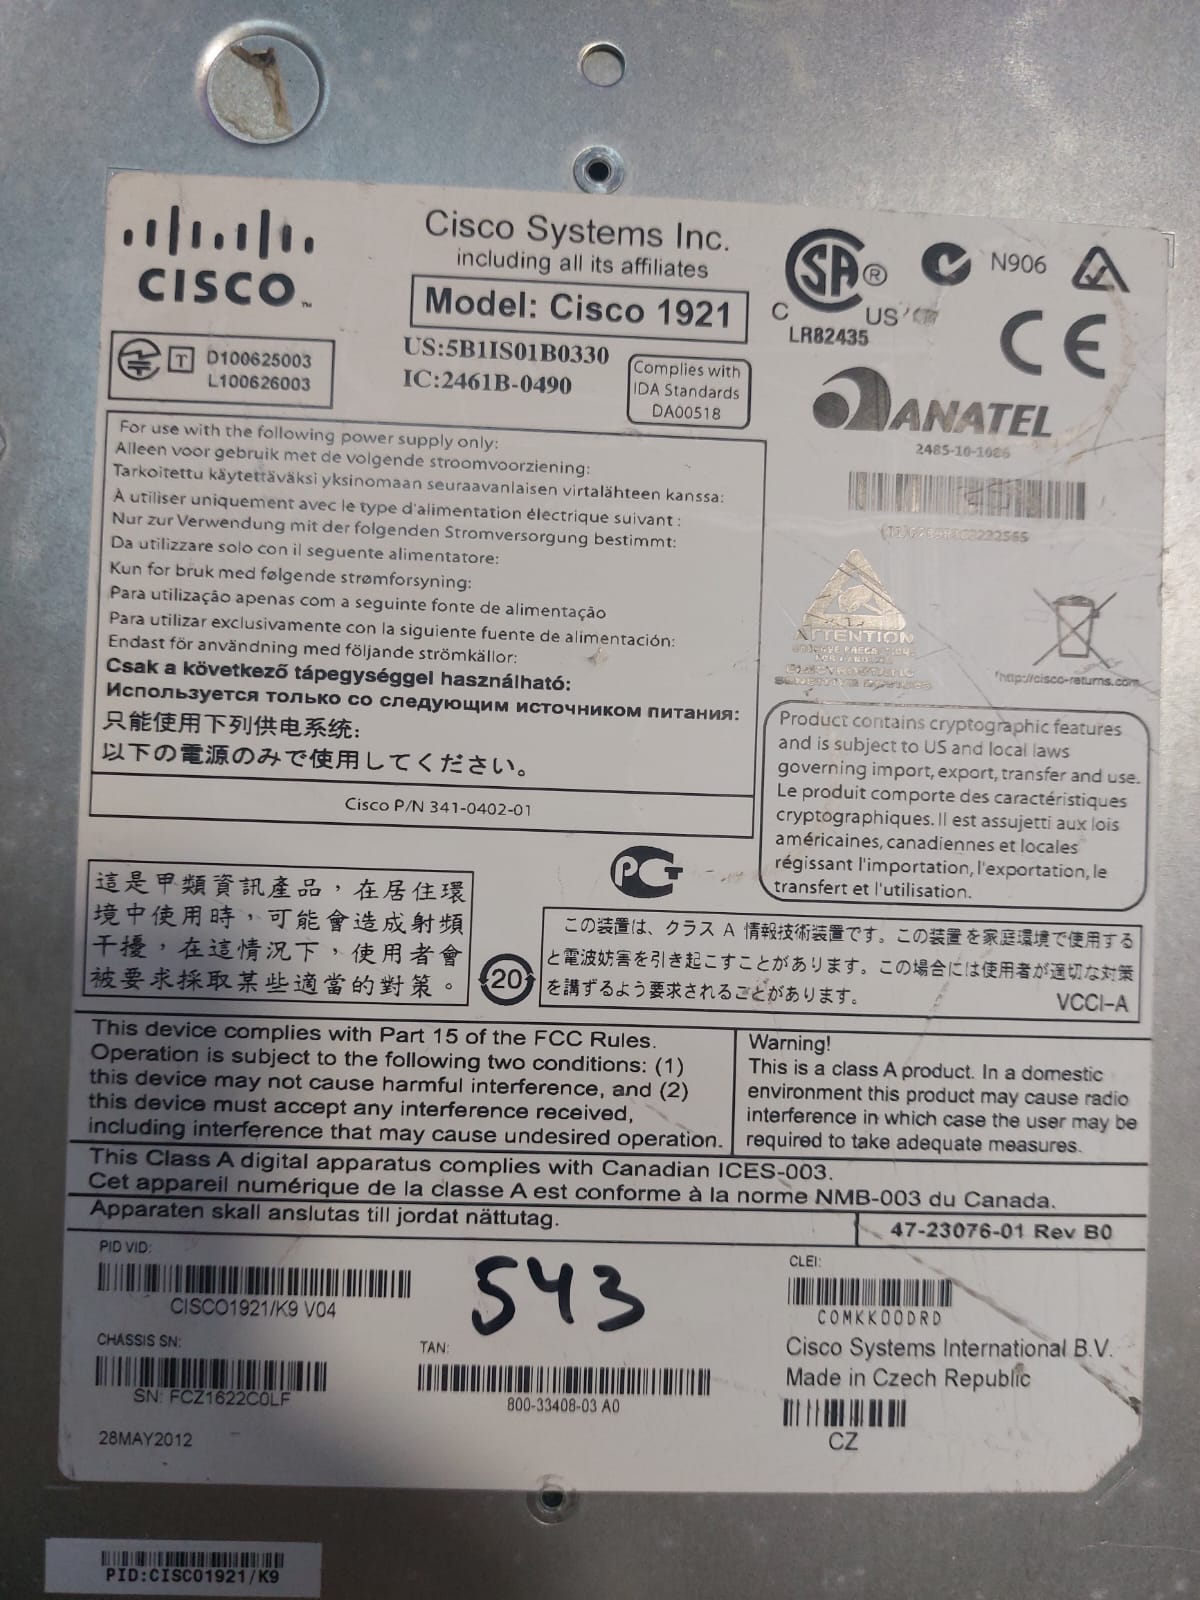 CISCO™
Cisco Systems Inc.
including all its affiliates
Model: Cisco 1921
US:5B1IS01B0330
IC:2461B-0490
T D100625003
L100626003
Complies with
IDA Standards
DA00518
SA®
C US
LR82435
N906
CE
ANATEL
2485-10-1086
ATTENTION
http://cisco-returns.com
For use with the following power supply only:
Alleen voor gebruik met de volgende stroomvoorziening:
Tarkoitettu käytettäväksi yksinomaan seuraavanlaisen virtalähteen kanssa:
À utiliser uniquement avec le type d'alimentation électrique suivant :
Nur zur Verwendung mit der folgenden Stromversorgung bestimmt:
Da utilizzare solo con il seguente alimentatore:
Kun for bruk med følgende strømforsyning:
Para utilização apenas com a seguinte fonte de alimentação
Para utilizar exclusivamente con la siguiente fuente de alimentación:
Endast för användning med följande strömkällor:
Csak a következő tápegységgel használható:
Используется только со следующим источником питания:
只能使用下列供电系统:
以下の電源のみで使用してください。
Cisco P/N 341-0402-01
Product contains cryptographic features
and is subject to US and local laws
governing import, export, transfer and use.
Le produit comporte des caractéristiques
cryptographiques. Il est assujetti aux lois
américaines, canadiennes et locales
régissant l'importation, l'exportation, le
transfert et l'utilisation.
這是甲類資訊產品，在居住環
境中使用時，可能會造成射頻
干擾，在這情況下，使用者會
被要求採取某些適當的對策。
20
この装置は、クラス A 情報技術装置です。この装置を家庭環境で使用する
と電波妨害を引き起こすことがあります。この場合には使用者が適切な対策
を講ずるよう要求されることがあります。
VCCI-A
This device complies with Part 15 of the FCC Rules.
Operation is subject to the following two conditions: (1)
this device may not cause harmful interference, and (2)
this device must accept any interference received,
including interference that may cause undesired operation.
Warning!
This is a class A product. In a domestic
environment this product may cause radio
interference in which case the user may be
required to take adequate measures.
This Class A digital apparatus complies with Canadian ICES-003.
Cet appareil numérique de la classe A est conforme à la norme NMB-003 du Canada.
Apparaten skall anslutas till jordat nättutag.
47-23076-01 Rev B0
PID VID:
CISCO1921/K9 V04
543
CLEI:
COMKK00DRD
CHASSIS SN:
SN: FCZ1622C0LF
TAN:
800-33408-03 A0
Cisco Systems International B.V.
Made in Czech Republic
CZ
28MAY2012
PID:CISCO1921/K9